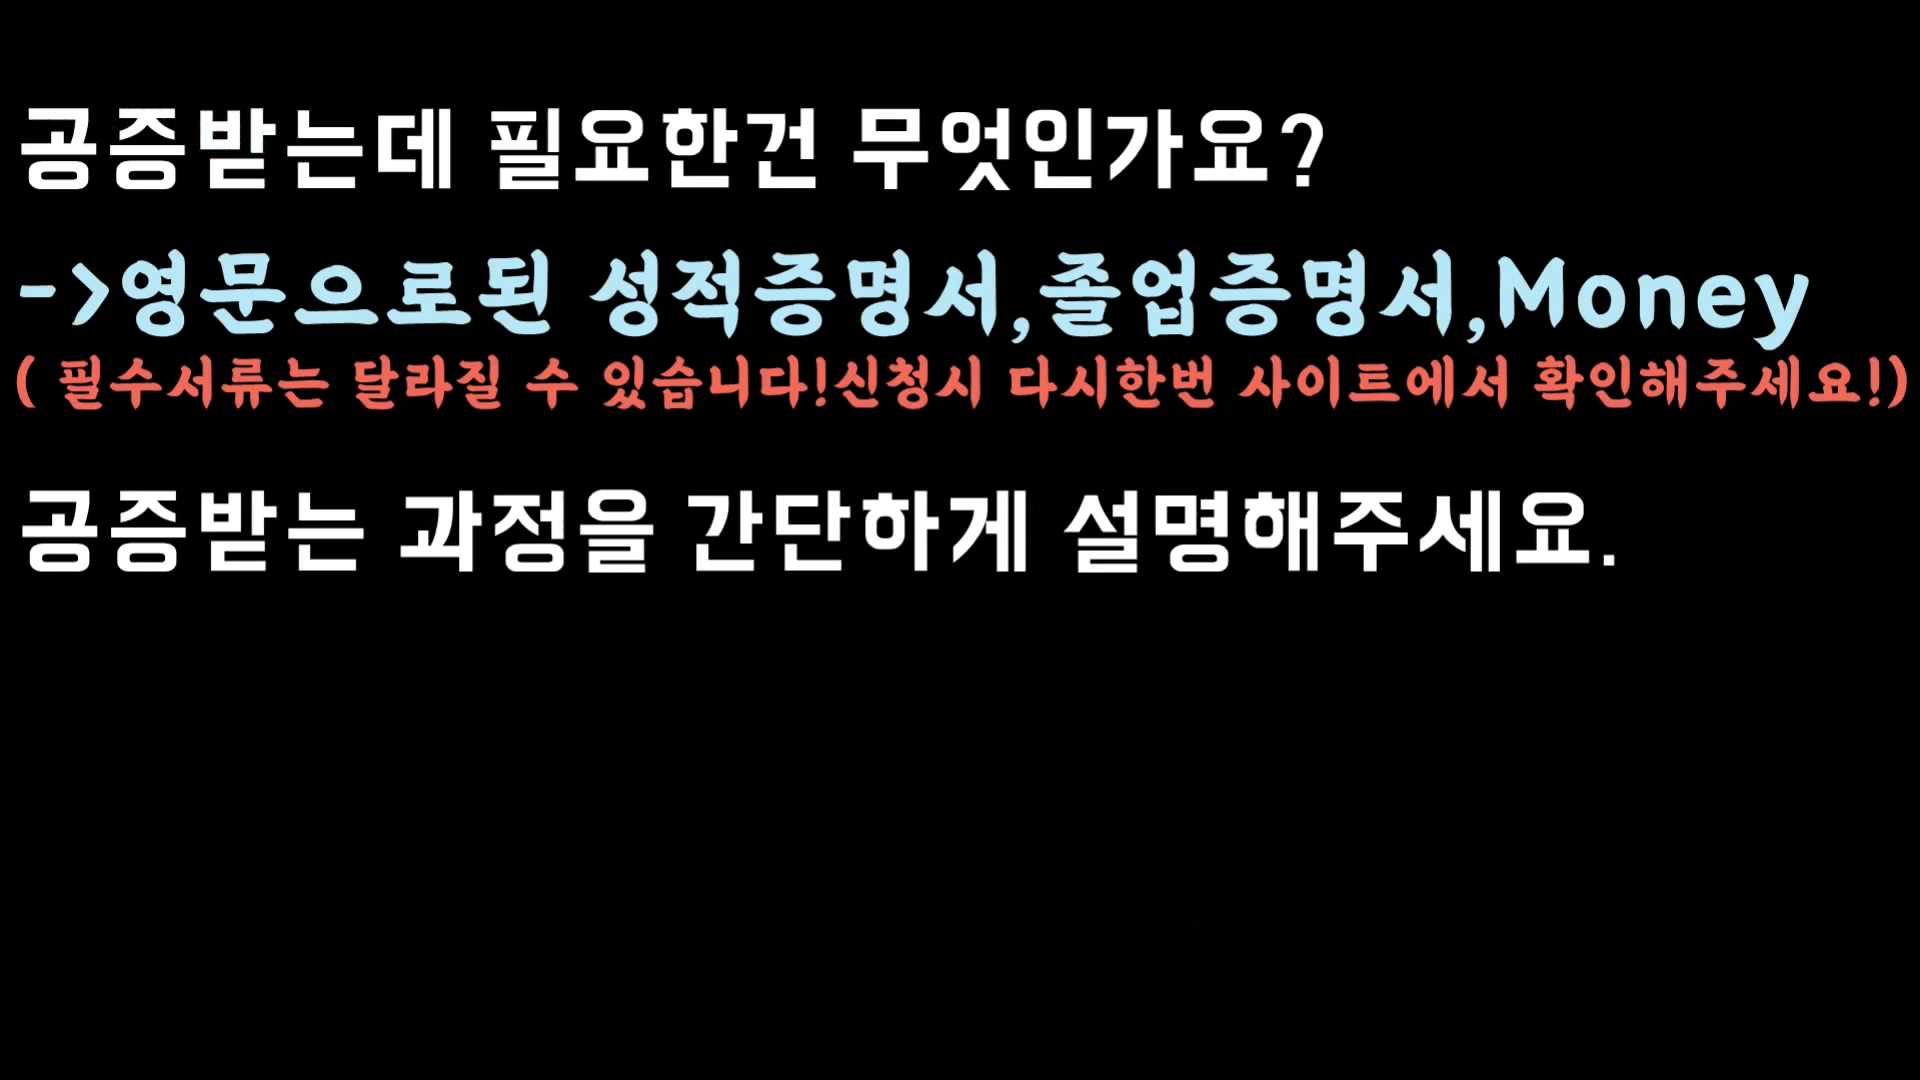 공증받는데 필요한건 무엇인가요?
->영문으로된 성적증명서,졸업증명서,Money
( 필수서류는 달라질 수 있습니다!신청시 다시한번 사이트에서 확인해주세요!)
공증받는 과정을 간단하게 설명해주세요.